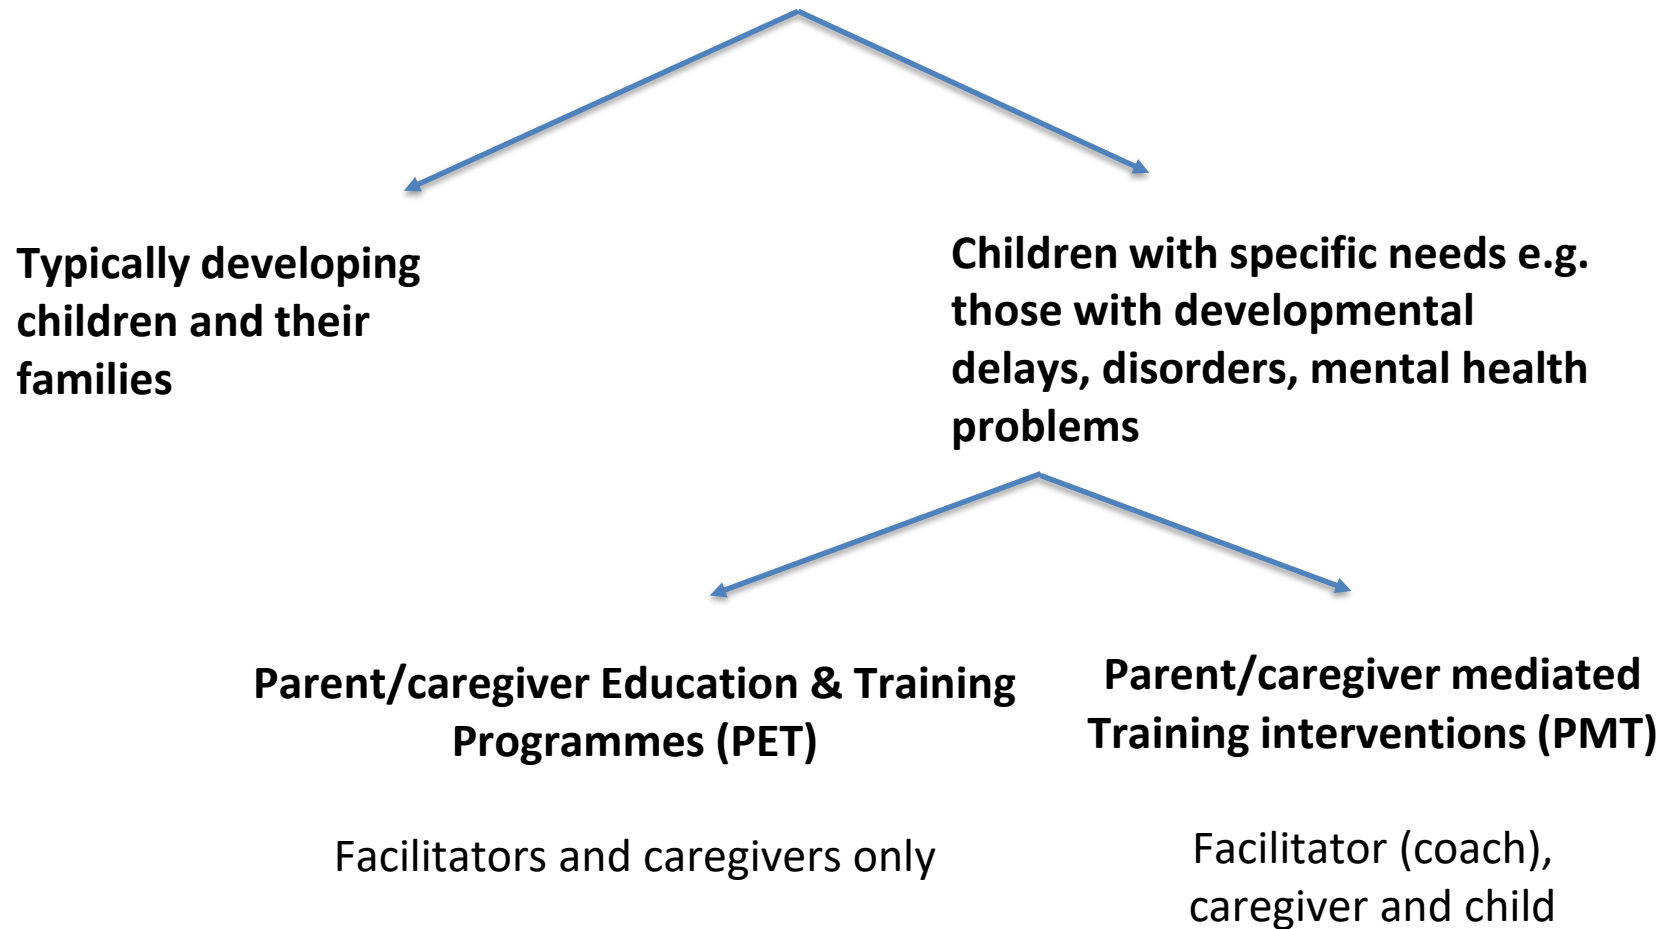 Typically developing
children and their
families
Children with specific needs e.g.
those with developmental
delays, disorders, mental health
problems
Parent/caregiver Education & Training
Programmes (PET)
Facilitators and caregivers only
Parent/caregiver mediated
Training interventions (PMT)
Facilitator (coach),
caregiver and child